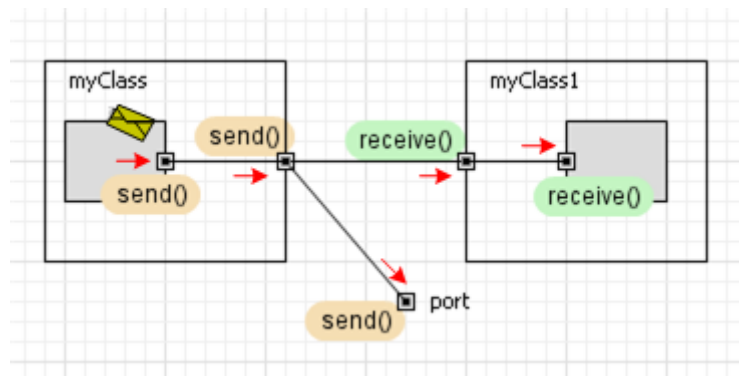 myClass
myClass1
send()
receive()
send()
receive()
port
send()